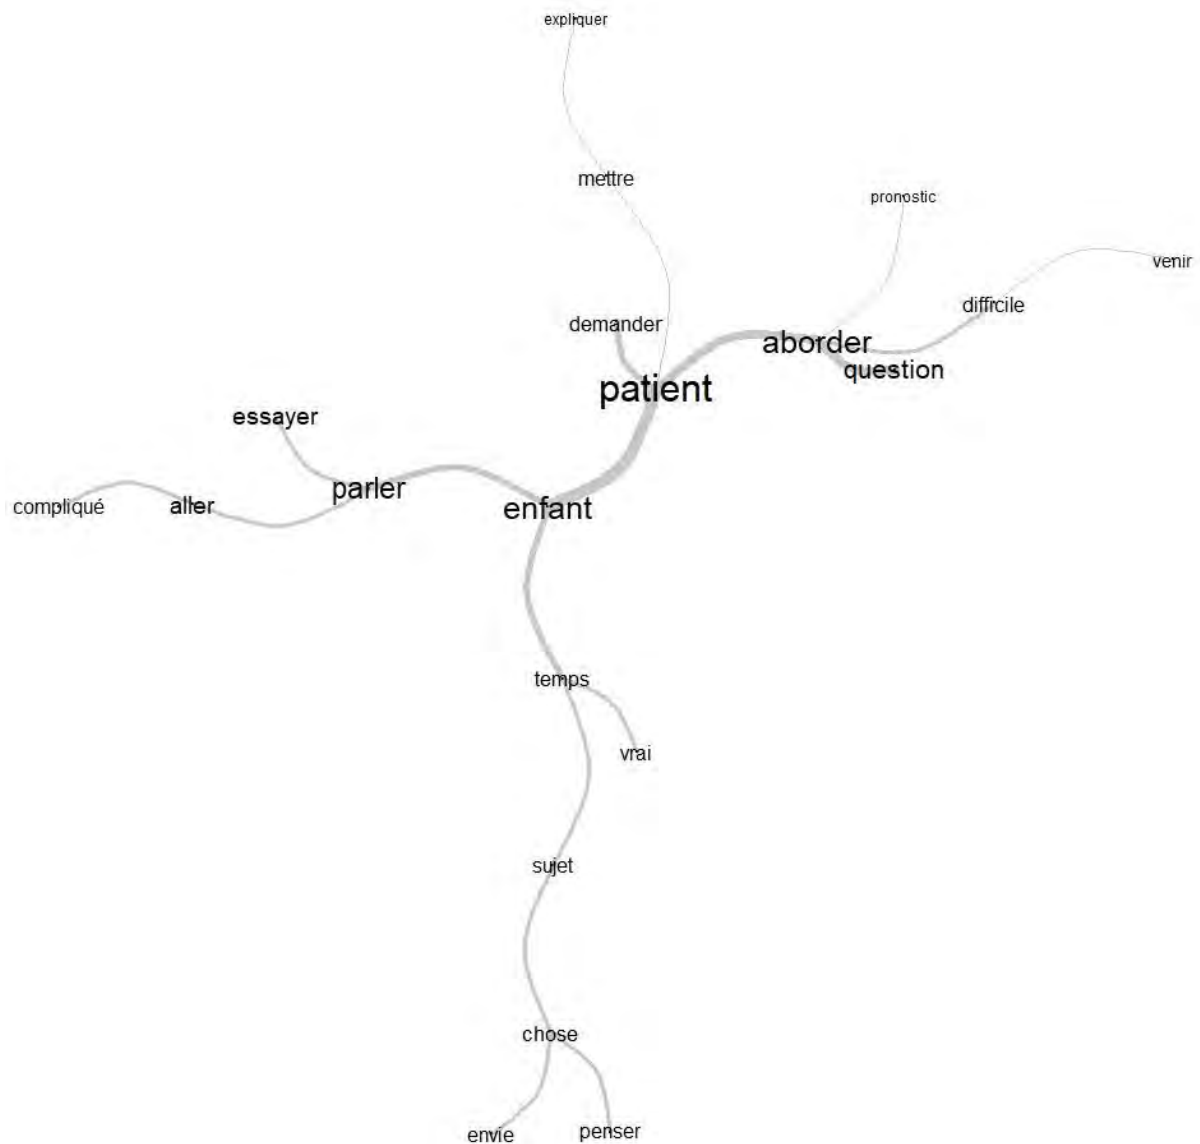 expliquer
mettre
pronostic
venir
difficile
demander
aborder
question
patient
essayer
parler
compliqué
aller
enfant
temps
vrai
sujet
chose
envie
penser